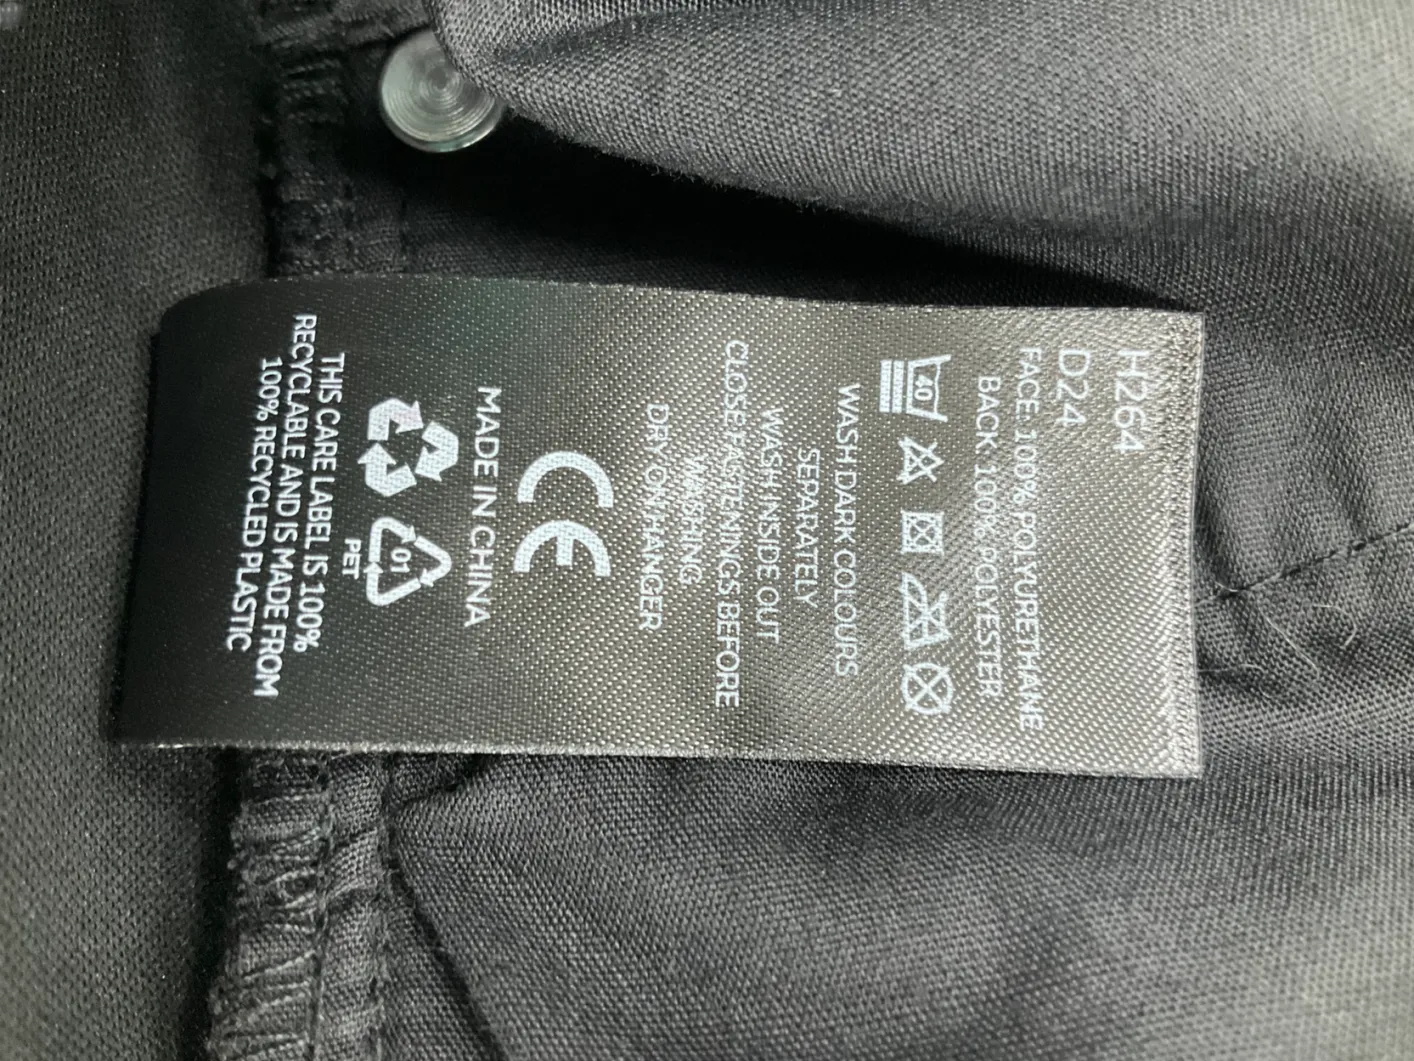 H264
D24
FACE 100% POLYURETHANE
BACK 100% POLYESTER
40
WASH DARK COLOURS
SEPARATELY
WASH INSIDE OUT
CLOSE FASTENINGS BEFORE
WASHING
DRY ON HANGER
CE
MADE IN CHINA
01
PET
THIS CARE LABEL IS 100%
RECYCLABLE AND IS MADE FROM
100% RECYCLED PLASTIC